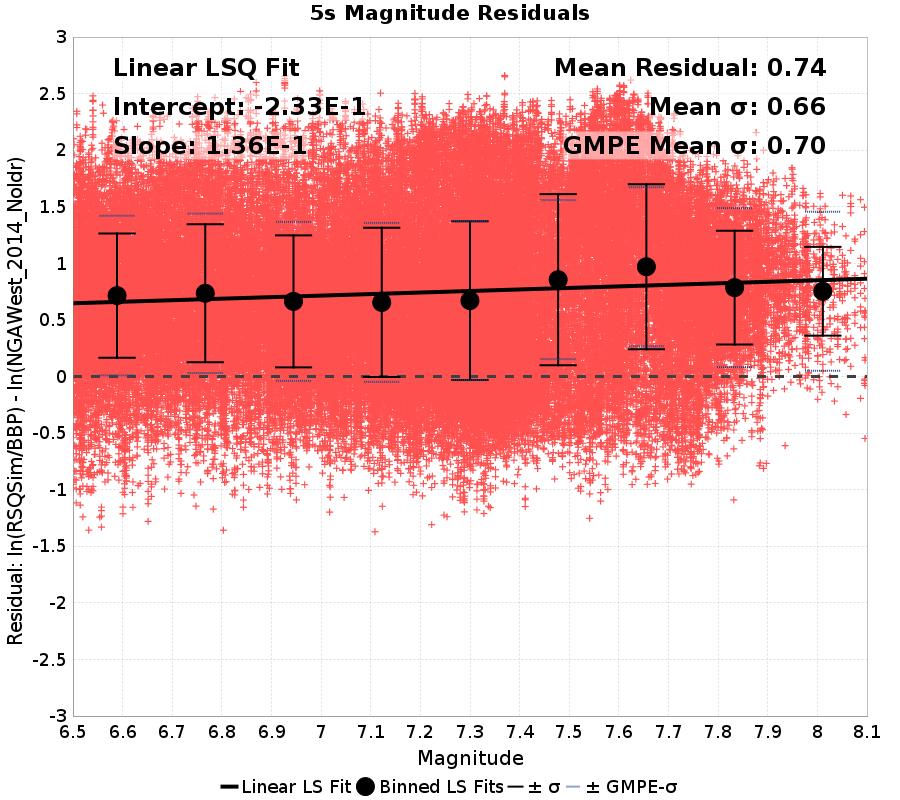 5s Magnitude Residuals
Linear LSQ Fit
Intercept: -2.33E-1
Slope: 1.36E-1
Mean Residual: 0.74
Mean σ: 0.66
GMPE Mean σ: 0.70
Residual: ln(RSQSim/BBP) - ln(NGAWest_2014_NoIdr)
3
2.5
2
1.5
1
0.5
0
-0.5
-1
-1.5
-2
-2.5
-3
6.5 6.6 6.7 6.8 6.9 7 7.1 7.2 7.3 7.4 7.5 7.6 7.7 7.8 7.9 8 8.1
Magnitude
Linear LS Fit Binned LS Fits ± σ ± GMPE-σ